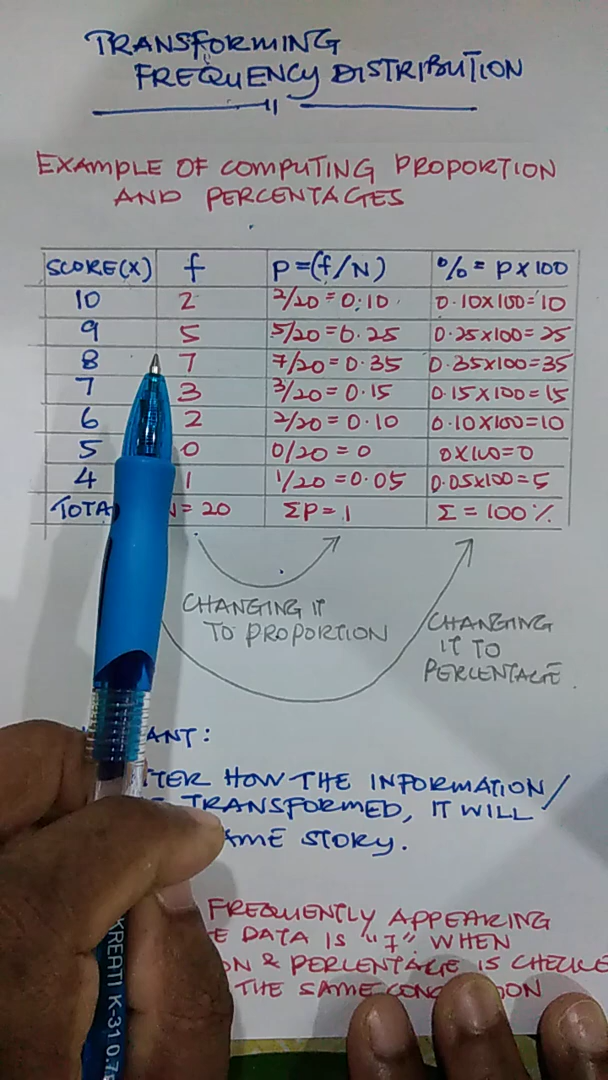 TRANSFORMING
FREQUENCY DISTRIBUTION
EXAMPLE OF COMPUTING PROPORTION
AND PERCENTAGES
SCORE(X) f P=(f/N) % = P X 100
10 2 2/20 = 0.10 0.10X100=10
9 5 5/20=0.25 0.25X100=25
8 7 7/20=0.35 0.35X100=35
7 3 3/20=0.15 0.15X100=15
6 2 2/20=0.10 0.10X100=10
5 0 0/20=0 0X100=0
4 1 1/20=0.05 0.05X100=5
= 20 ΣP=1 Σ=100%
CHANGING IT
TO PROPORTION
CHANGING
IT TO
PERCENTAGE.
HOW THE INFORMATION/
TRANSFORMED, IT WILL
STORY.
FREQUENTLY APPEARING
DATA IS "7" WHEN
& PERCENTAGE IS
THE SAME
KREATI K-31 0.7